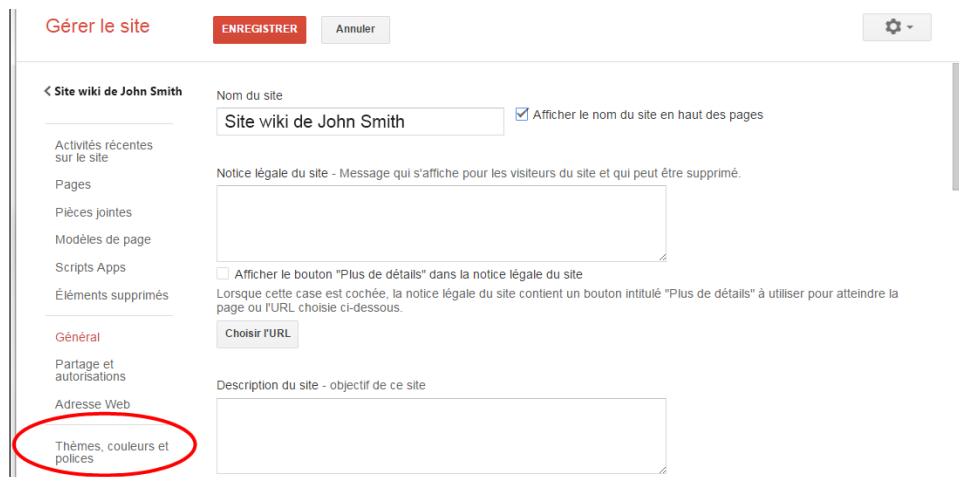 Gérer le site
ENREGISTRER
Annuler
< Site wiki de John Smith
Activités récentes
sur le site
Pages
Pièces jointes
Modèles de page
Scripts Apps
Éléments supprimés
Général
Partage et
autorisations
Adresse Web
Thèmes, couleurs et
polices
Nom du site
Site wiki de John Smith
Afficher le nom du site en haut des pages
Notice légale du site - Message qui s'affiche pour les visiteurs du site et qui peut être supprimé.
Afficher le bouton "Plus de détails" dans la notice légale du site
Lorsque cette case est cochée, la notice légale du site contient un bouton intitulé "Plus de détails" à utiliser pour atteindre la
page ou l'URL choisie ci-dessous.
Choisir l'URL
Description du site - objectif de ce site